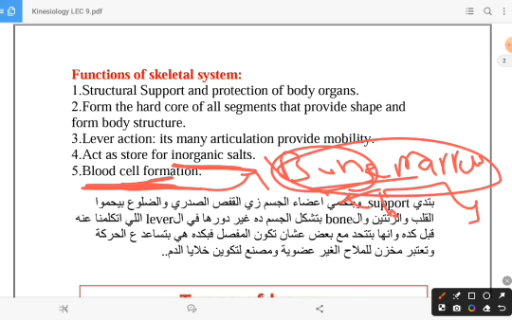 Kinesiology LEC 9.pdf
Functions of skeletal system:
1.Structural Support and protection of body organs.
2.Form the hard core of all segments that provide shape and
form body structure.
3.Lever action: its many articulation provide mobility.
4.Act as store for inorganic salts.
5.Blood cell formation.
Bone marrow
بتدي support وبتحمي اعضاء الجسم زي القفص الصدري والضلوع بيحموا
القلب والرئتين والbone بتشكل الجسم ده غير دورها في الlever اللي اتكلمنا عنه
قبل كده وانها بتتحد مع بعض عشان تكون المفصل فبكده هي بتساعد ع الحركة
وتعتبر مخزن للملاح الغير عضوية ومصنع لتكوين خلايا الدم..